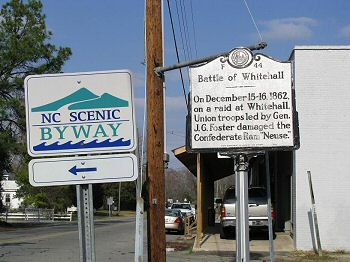 NC SCENIC
BYWAY
F
44
Battle of Whitehall
On December 15-16, 1862,
on a raid at Whitehall,
Union troops led by Gen.
J. G. Foster damaged the
Confederate Ram "Neuse."